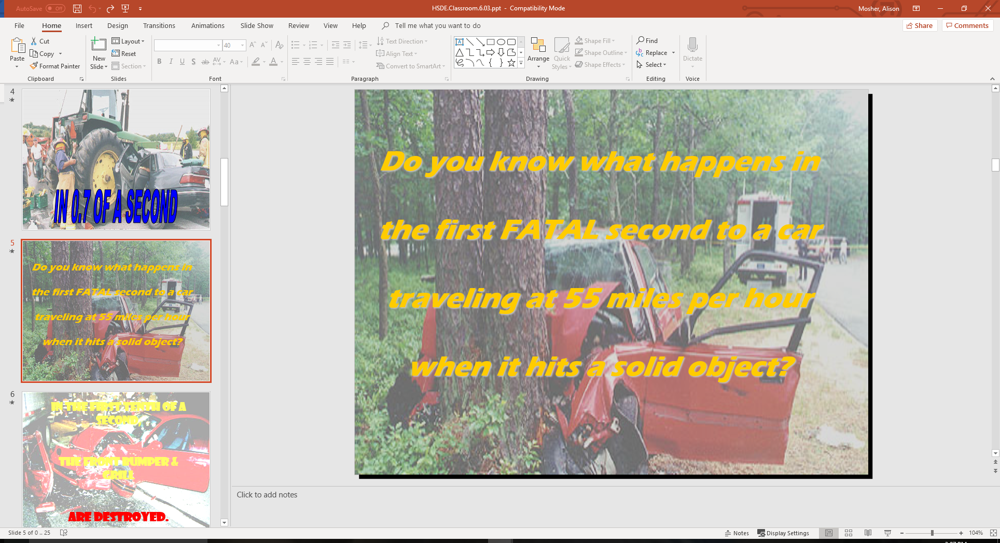 AutoSave Off
HSDE.Classroom.6.03.ppt - Compatibility Mode
Mosher, Alison
File Home Insert Design Transitions Animations Slide Show Review View Help Tell me what you want to do
Share Comments
Paste
Cut
Copy
Format Painter
Clipboard
New
Slide
Layout
Reset
Section
Slides
40
B I U S ab AV Aa A
Font
Text Direction
Align Text
Convert to SmartArt
Paragraph
Arrange
Quick
Styles
Shape Fill
Shape Outline
Shape Effects
Drawing
Find
Replace
Select
Editing
Dictate
Voice
4
IN 0.7 OF A SECOND
5
Do you know what happens in
the first FATAL second to a car
traveling at 55 miles per hour
when it hits a solid object?
6
IN THE FIRST TENTH OF A
SECOND,
THE FRONT BUMPER &
GRILL
ARE DESTROYED.
Do you know what happens in
the first FATAL second to a car
traveling at 55 miles per hour
when it hits a solid object?
Click to add notes
Slide 5 of 0 .. 25
Notes Display Settings
104%